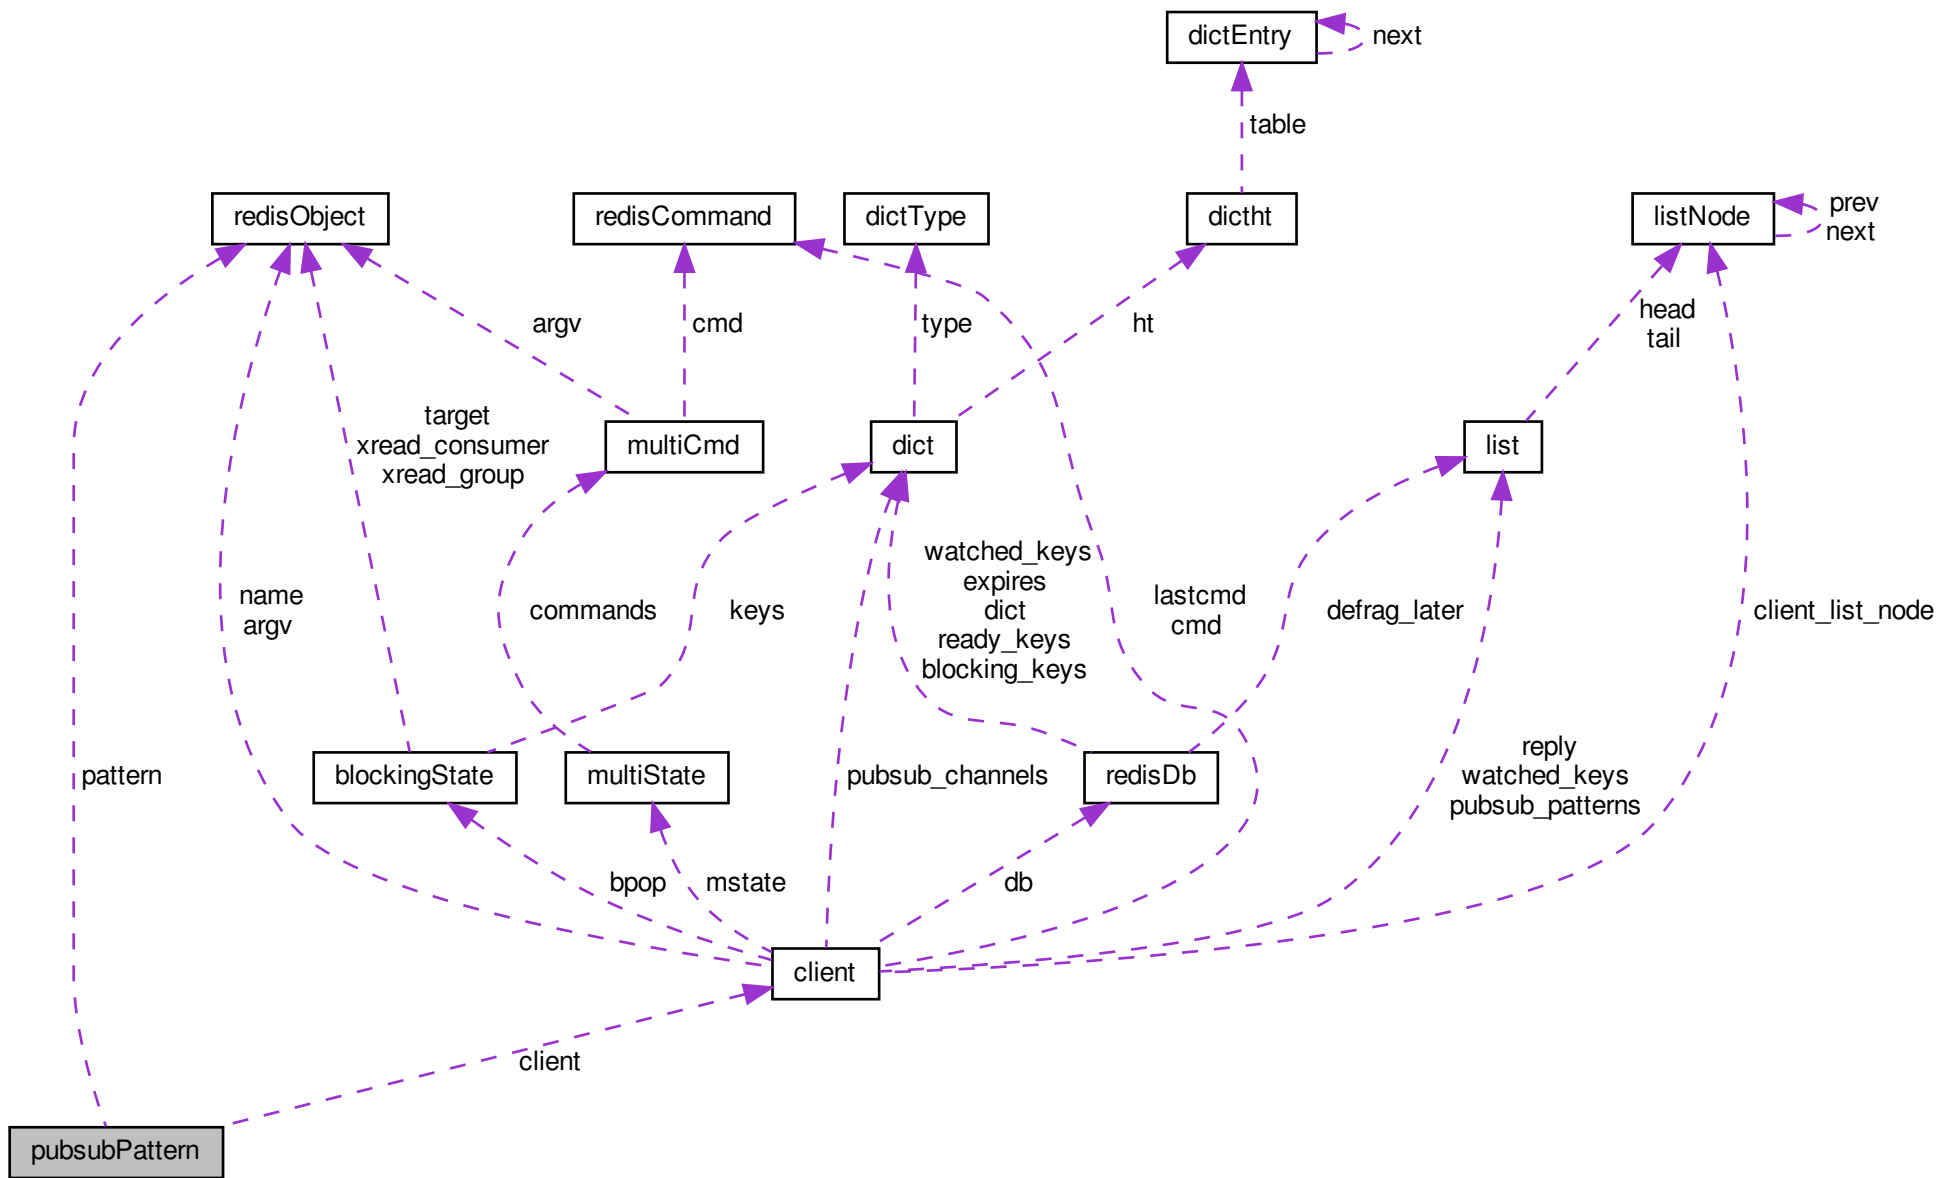 dictEntry
next
table
redisObject
redisCommand
dictType
dictht
listNode
prev
next
argv
cmd
type
ht
head
tail
target
xread_consumer
xread_group
multiCmd
dict
list
name
argv
commands
keys
watched_keys
expires
dict
ready_keys
blocking_keys
lastcmd
cmd
defrag_later
client_list_node
pattern
blockingState
multiState
pubsub_channels
redisDb
reply
watched_keys
pubsub_patterns
bpop
mstate
db
client
client
pubsubPattern